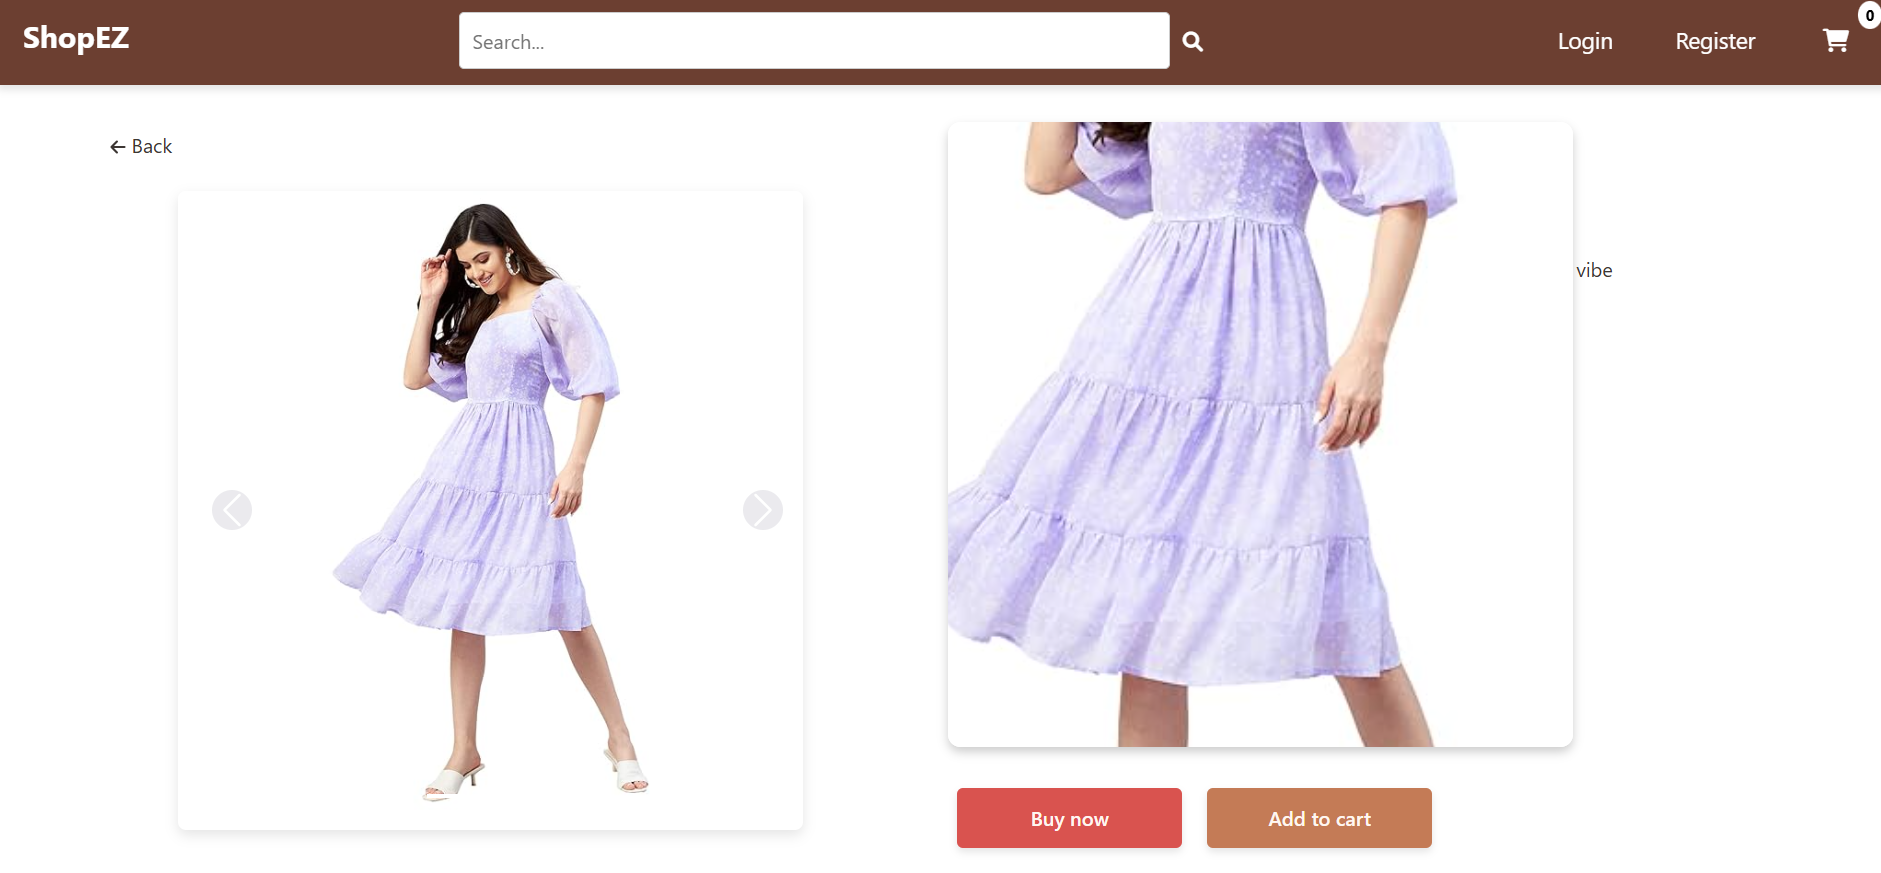 ShopEZ
Search...
Login
Register
0
Back
vibe
Buy now
Add to cart